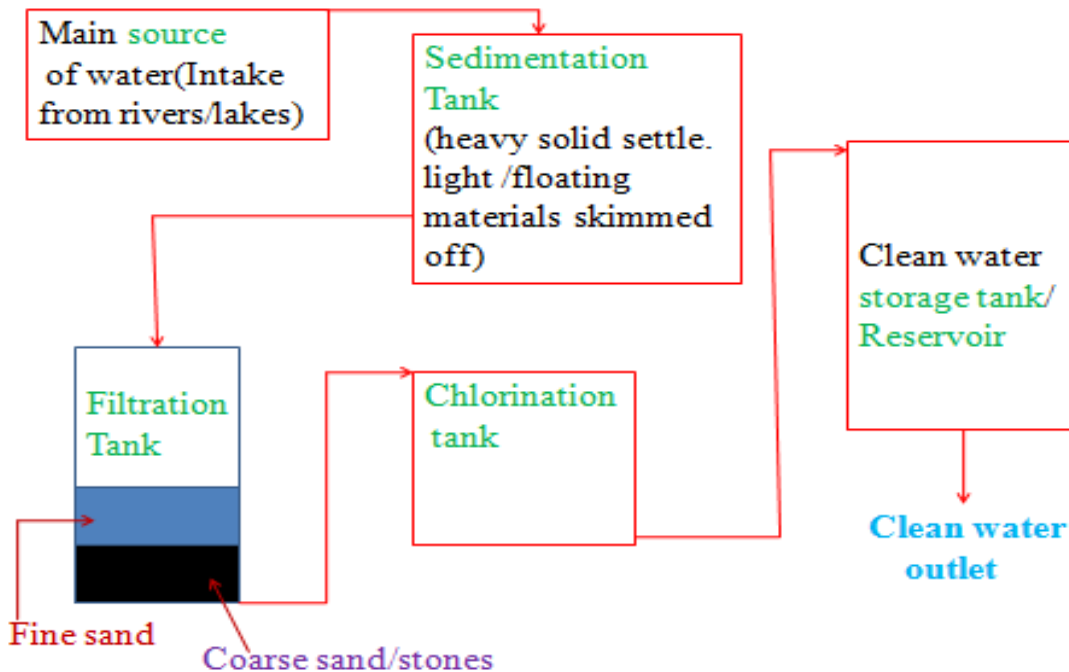 Main source
of water(Intake
from rivers/lakes)
Sedimentation
Tank
(heavy solid settle.
light /floating
materials skimmed
off)
Filtration
Tank
Fine sand
Coarse sand/stones
Chlorination
tank
Clean water
storage tank/
Reservoir
Clean water
outlet